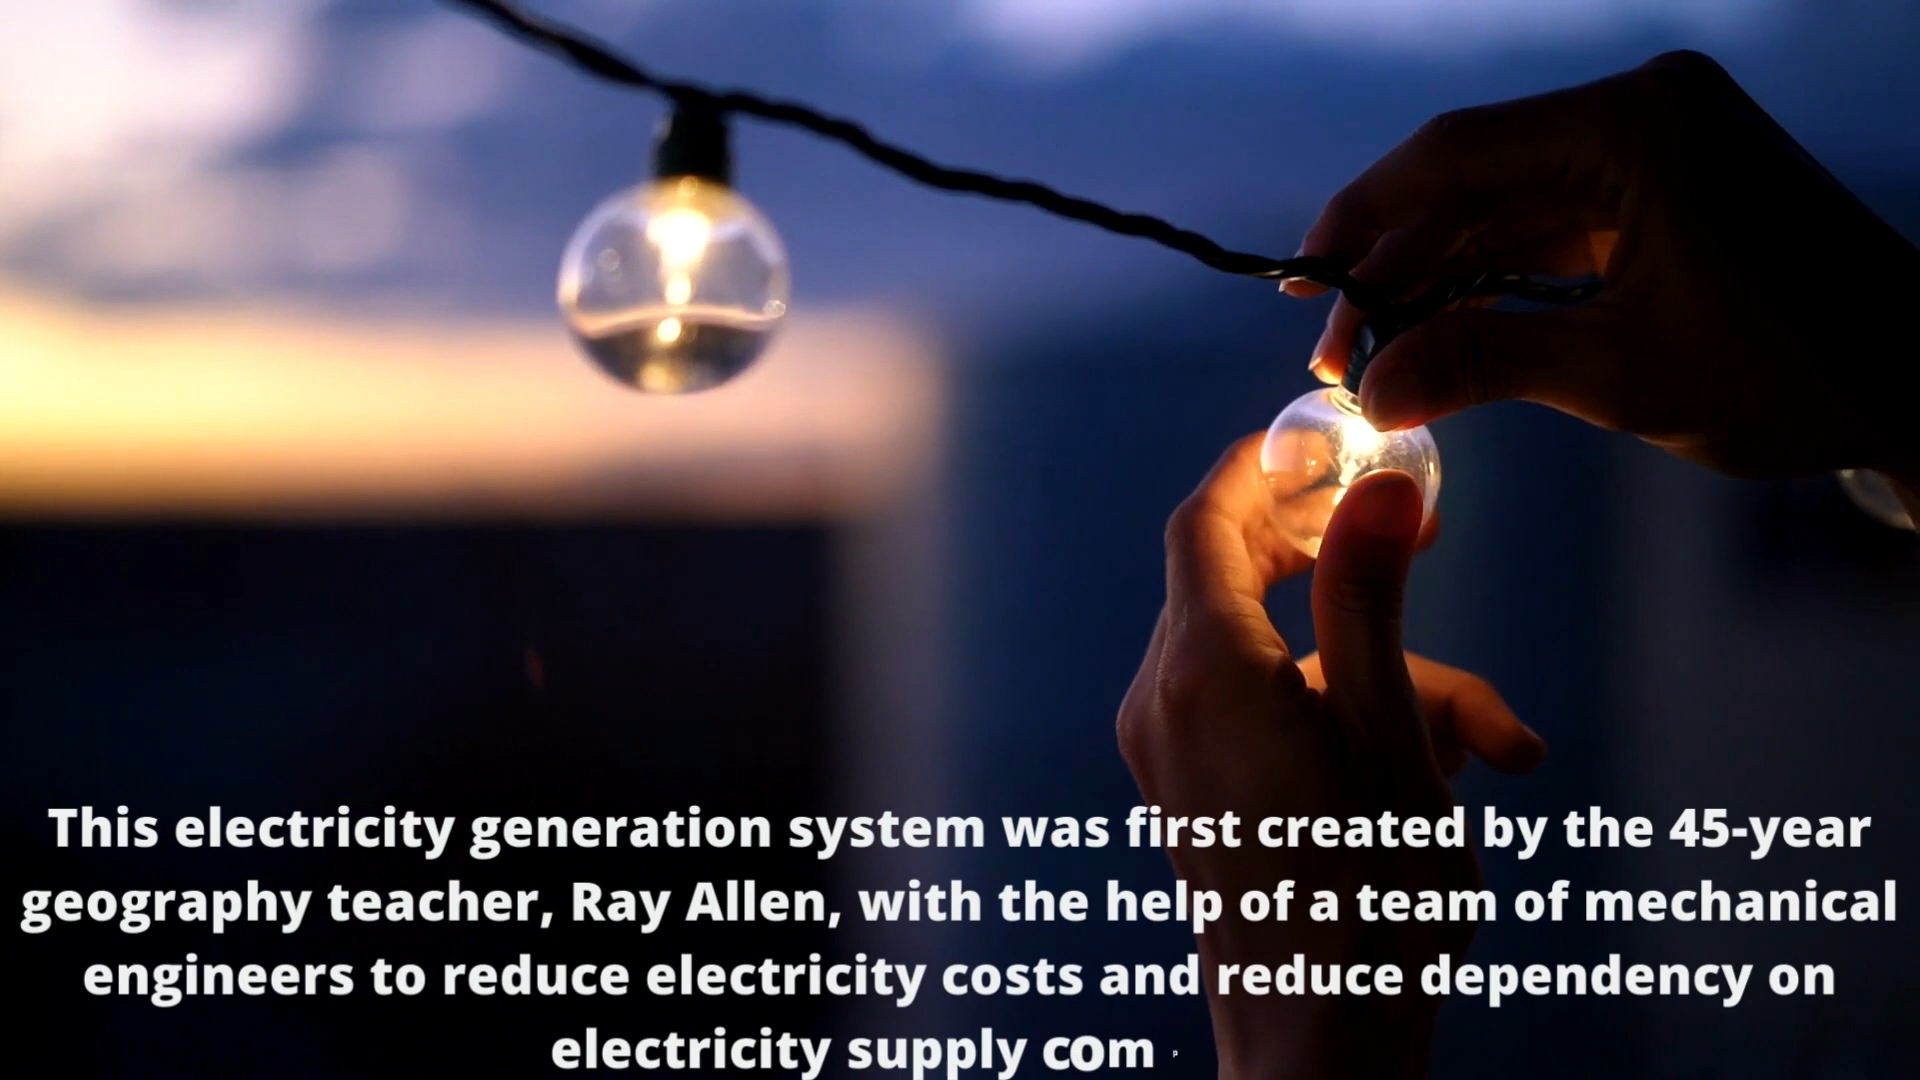 This electricity generation system was first created by the 45-year
geography teacher, Ray Allen, with the help of a team of mechanical
engineers to reduce electricity costs and reduce dependency on
electricity supply comp